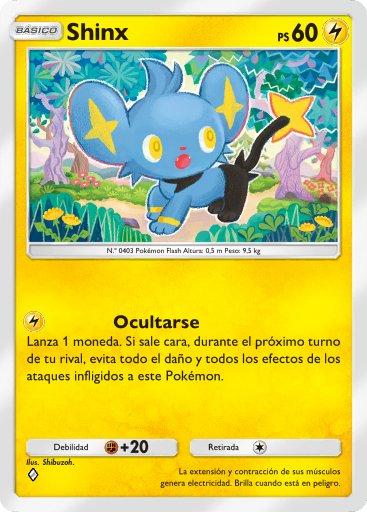 BÁSICO Shinx PS 60
N.º 0403 Pokémon Flash Altura: 0,5 m Peso: 9,5 kg
Ocultarse
Lanza 1 moneda. Si sale cara, durante el próximo turno
de tu rival, evita todo el daño y todos los efectos de los
ataques infligidos a este Pokémon.
Debilidad +20 Retirada
Ilus. Shibuzoh.
La extensión y contracción de sus músculos
genera electricidad. Brilla cuando está en peligro.